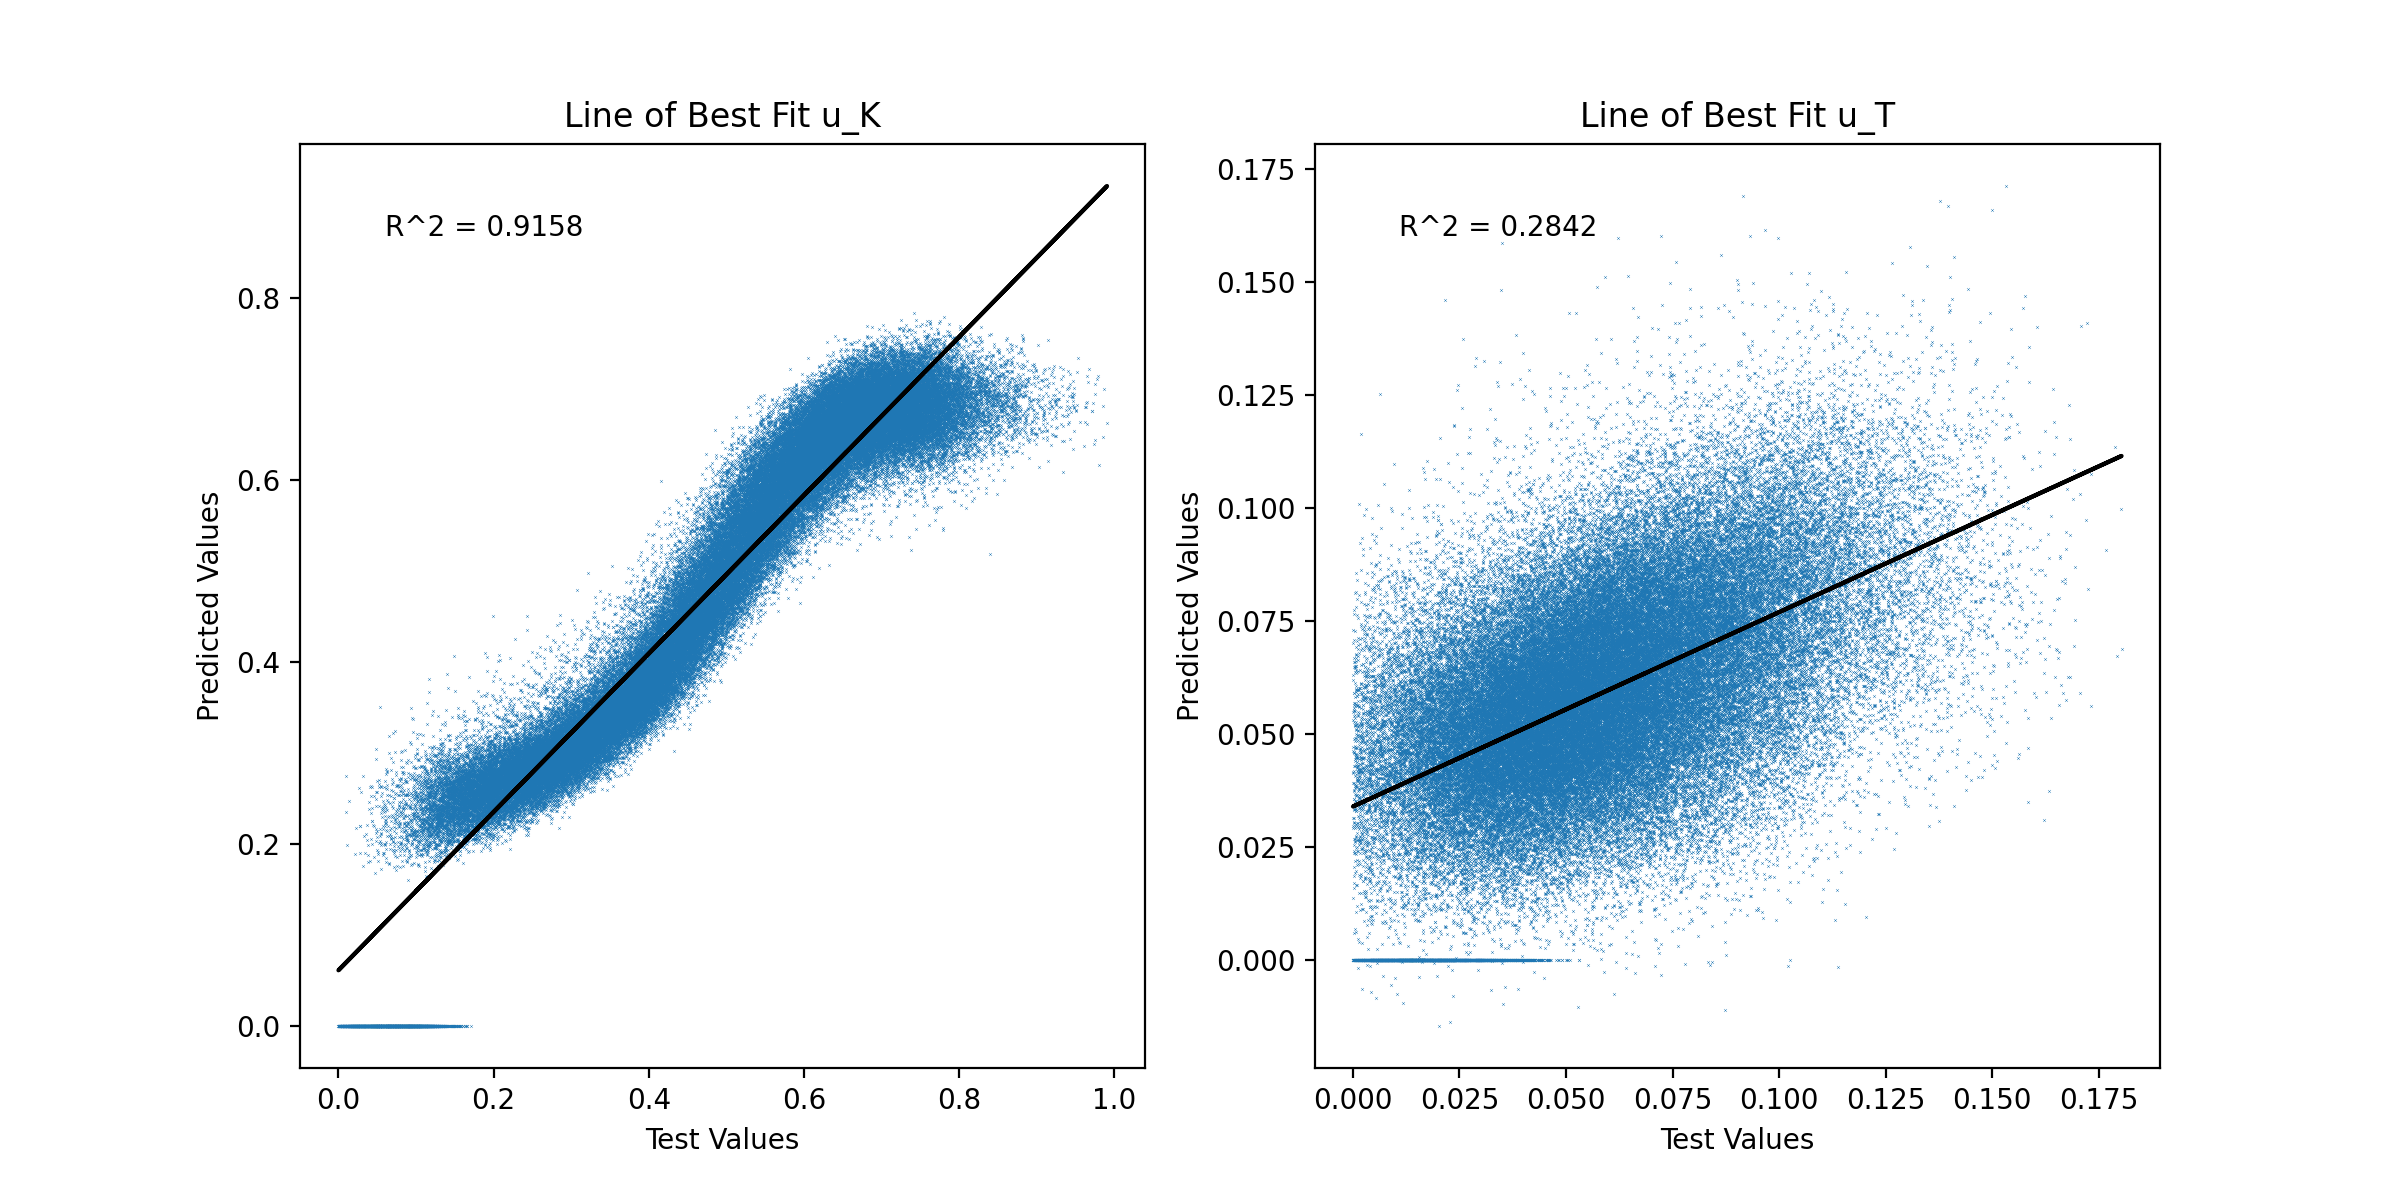 Line of Best Fit u_K
R^2 = 0.9158
0.8
0.6
0.4
0.2
0.0
Predicted Values
0.0 0.2 0.4 0.6 0.8 1.0
Test Values
Line of Best Fit u_T
R^2 = 0.2842
0.175
0.150
0.125
0.100
0.075
0.050
0.025
0.000
Predicted Values
0.000 0.025 0.050 0.075 0.100 0.125 0.150 0.175
Test Values